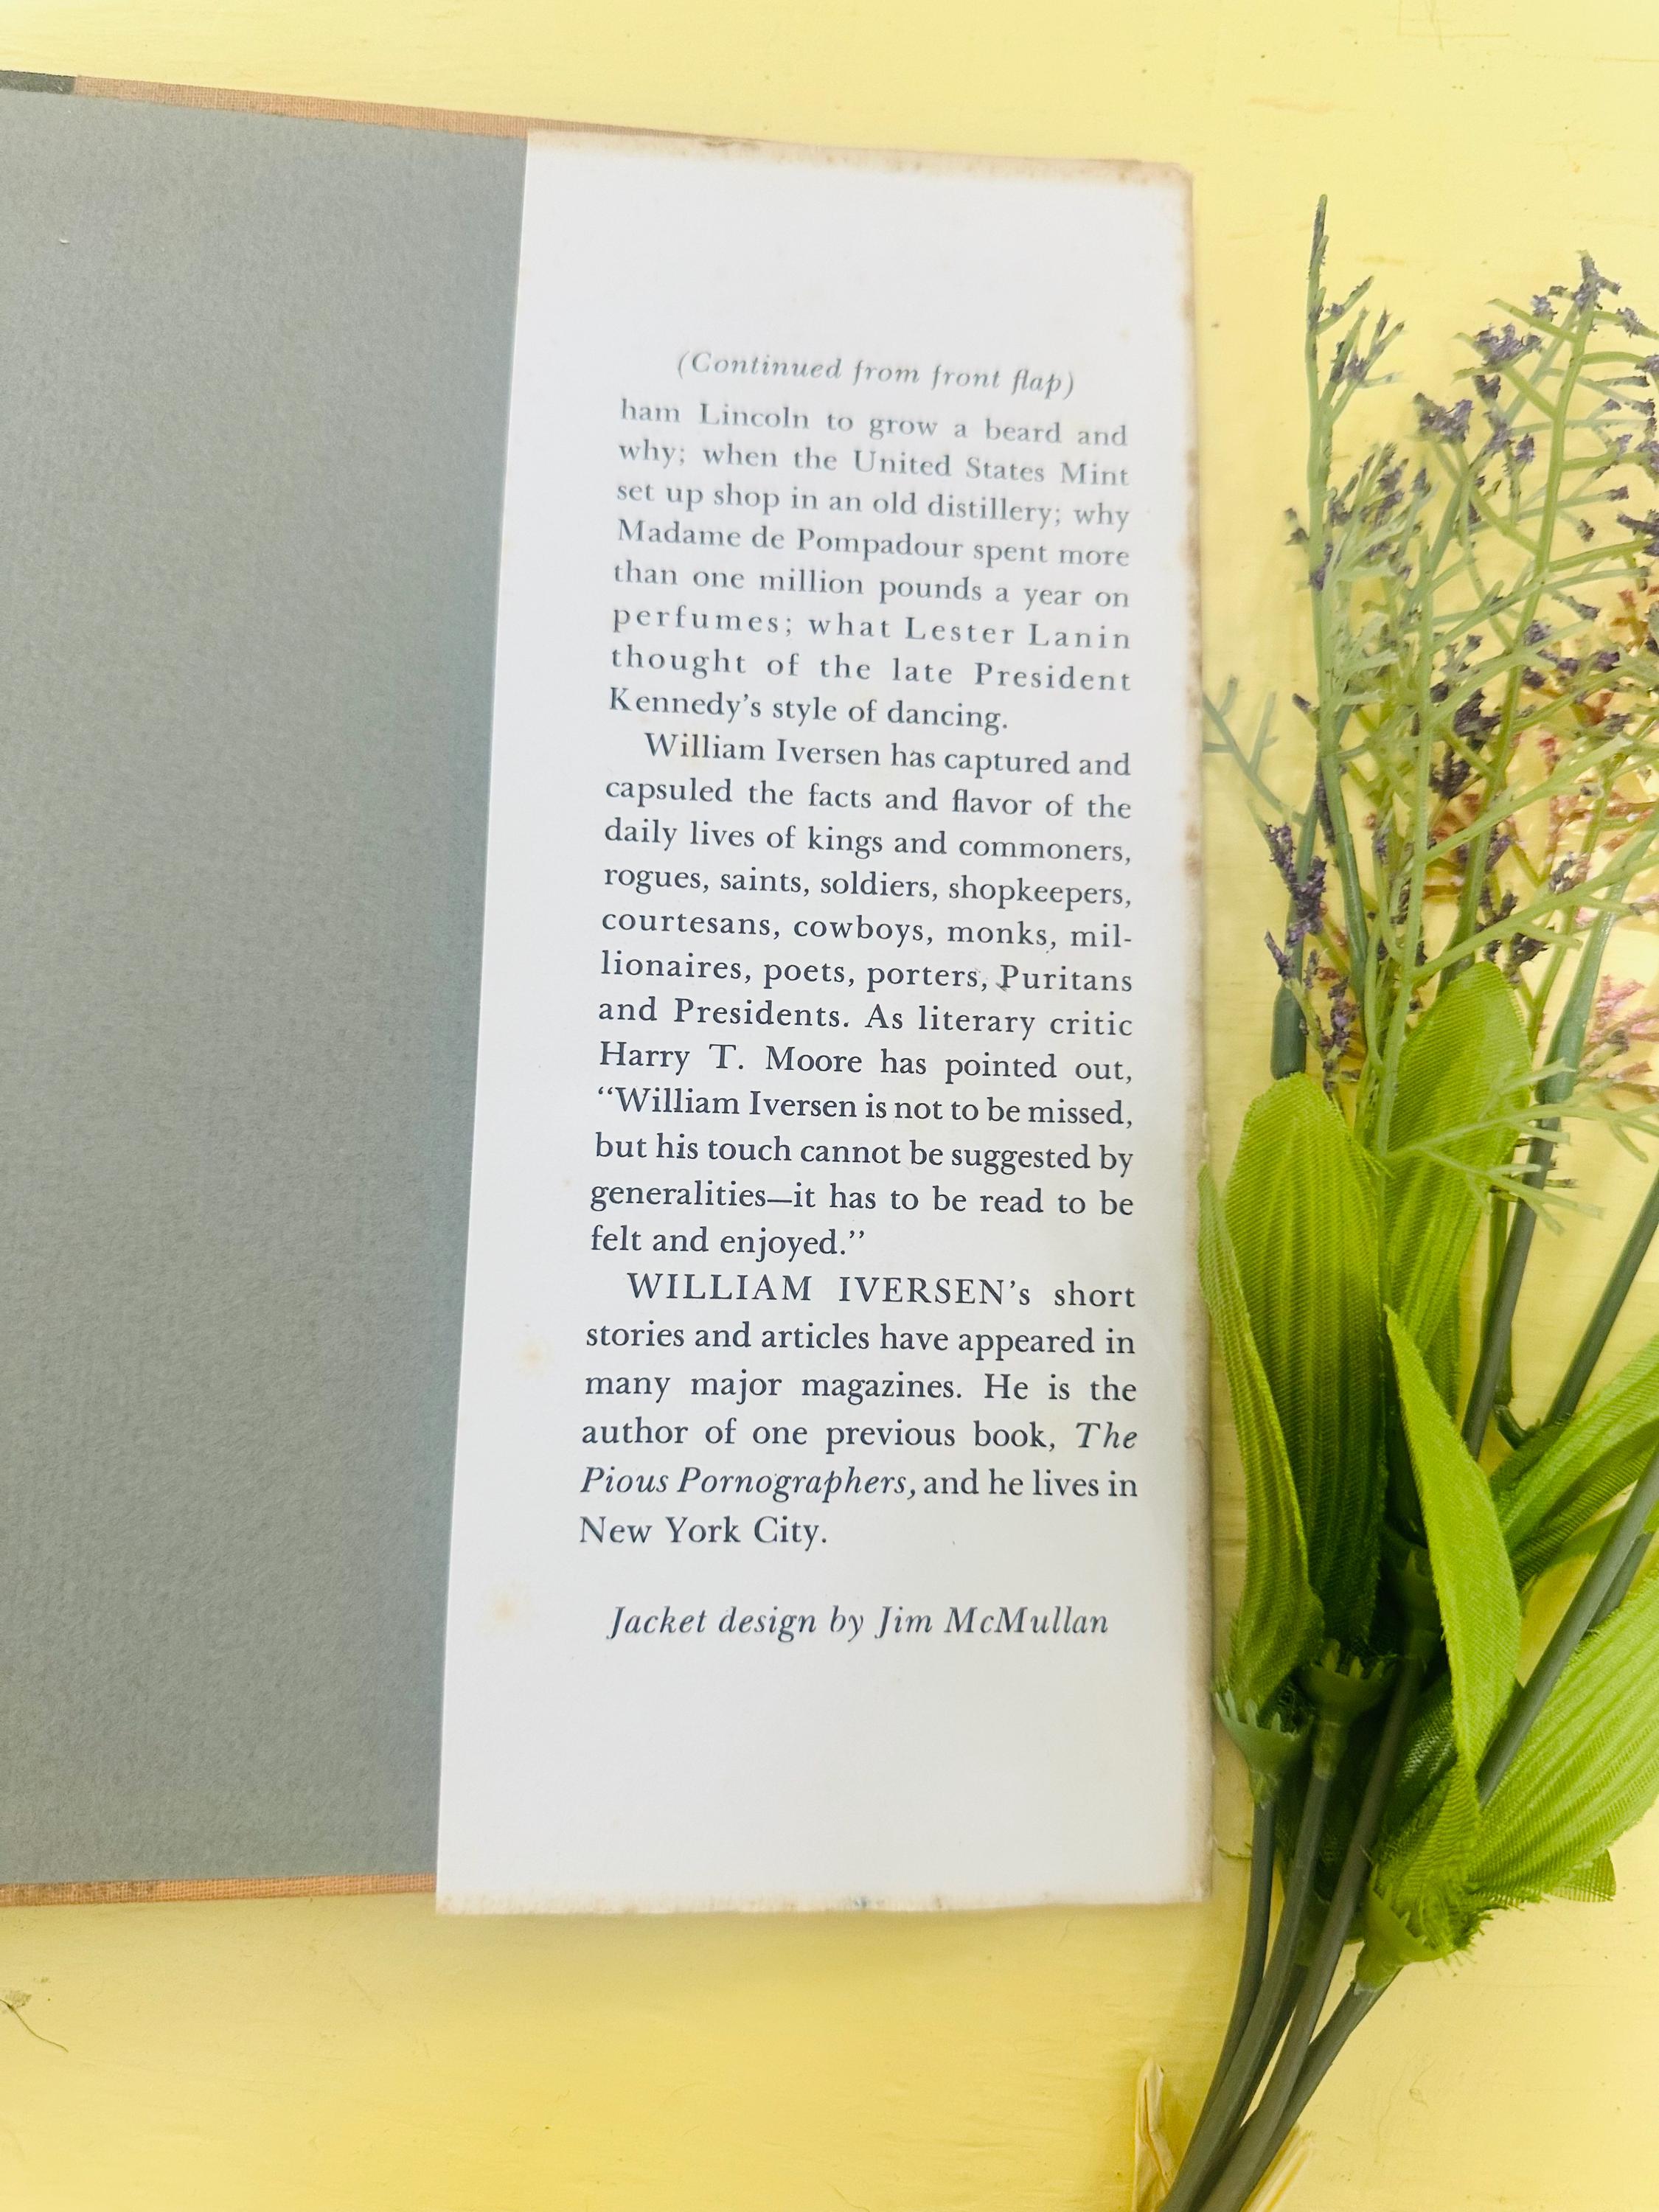 (Continued from front flap)
ham Lincoln to grow a beard and
why; when the United States Mint
set up shop in an old distillery; why
Madame de Pompadour spent more
than one million pounds a year on
perfumes; what Lester Lanin
thought of the late President
Kennedy's style of dancing.
William Iversen has captured and
capsuled the facts and flavor of the
daily lives of kings and commoners,
rogues, saints, soldiers, shopkeepers,
courtesans, cowboys, monks, mil-
lionaires, poets, porters, Puritans
and Presidents. As literary critic
Harry T. Moore has pointed out,
“William Iversen is not to be missed,
but his touch cannot be suggested by
generalities—it has to be read to be
felt and enjoyed.”
WILLIAM IVERSEN's short
stories and articles have appeared in
many major magazines. He is the
author of one previous book, The
Pious Pornographers, and he lives in
New York City.
Jacket design by Jim McMullan